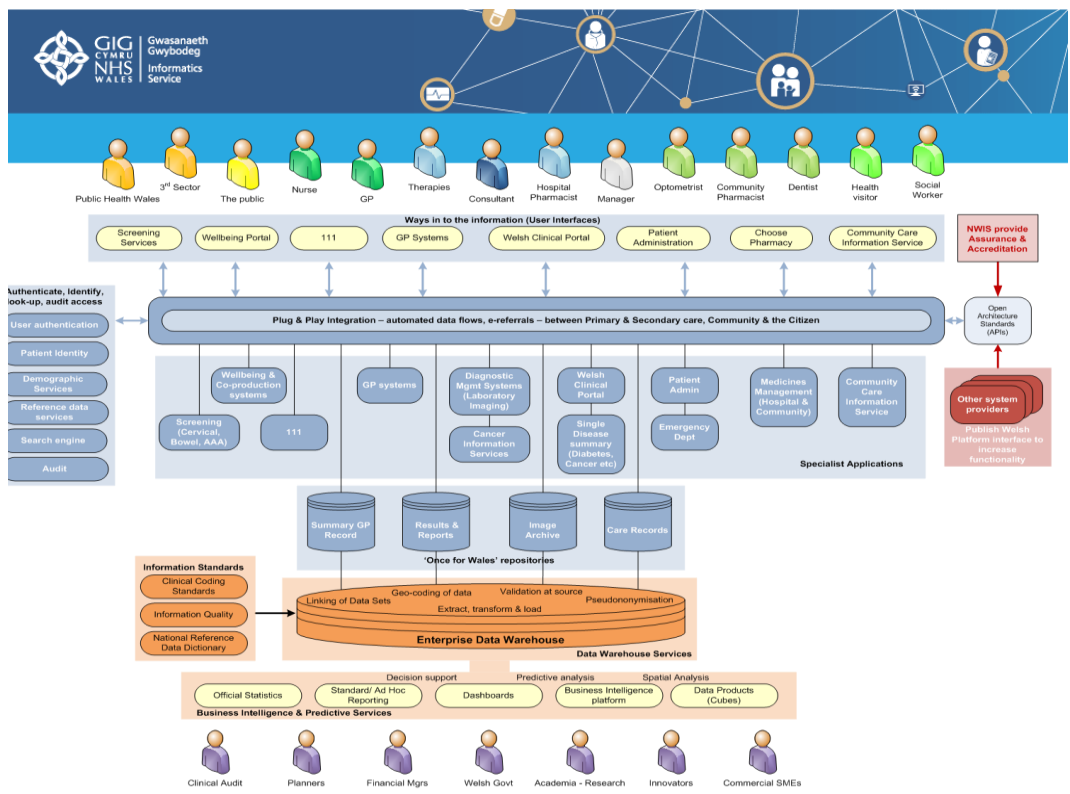 GIG
CYMRU
NHS
WALES
Gwasanaeth
Gwybodeg
Informatics
Service
Public Health Wales
3rd Sector
The public
Nurse
GP
Therapies
Consultant
Hospital
Pharmacist
Manager
Optometrist
Community
Pharmacist
Dentist
Health
visitor
Social
Worker
Ways in to the information (User Interfaces)
Screening
Services
Wellbeing Portal
111
GP Systems
Welsh Clinical Portal
Patient
Administration
Choose
Pharmacy
Community Care
Information Service
NWIS provide
Assurance &
Accreditation
Authenticate, Identify,
look-up, audit access
User authentication
Patient Identity
Demographic
Services
Reference data
services
Search engine
Audit
Plug & Play Integration – automated data flows, e-referrals – between Primary & Secondary care, Community & the Citizen
Open
Architecture
Standards
(APIs)
Wellbeing &
Co-production
systems
GP systems
Diagnostic
Mgmt Systems
(Laboratory
Imaging)
Welsh
Clinical
Portal
Patient
Admin
Medicines
Management
(Hospital &
Community)
Community
Care
Information
Service
Screening
(Cervical,
Bowel, AAA)
111
Cancer
Information
Services
Single
Disease
summary
(Diabetes,
Cancer etc)
Emergency
Dept
Specialist Applications
Other system
providers
Publish Welsh
Platform interface to
increase
functionality
Summary GP
Record
Results &
Reports
Image
Archive
Care Records
'Once for Wales' repositories
Information Standards
Clinical Coding
Standards
Information Quality
National Reference
Data Dictionary
Linking of Data Sets
Geo-coding of data
Validation at source
Pseudononymisation
Extract, transform & load
Enterprise Data Warehouse
Data Warehouse Services
Decision support
Predictive analysis
Spatial Analysis
Official Statistics
Standard/ Ad Hoc
Reporting
Dashboards
Business Intelligence
platform
Data Products
(Cubes)
Business Intelligence & Predictive Services
Clinical Audit
Planners
Financial Mgrs
Welsh Govt
Academia - Research
Innovators
Commercial SMEs